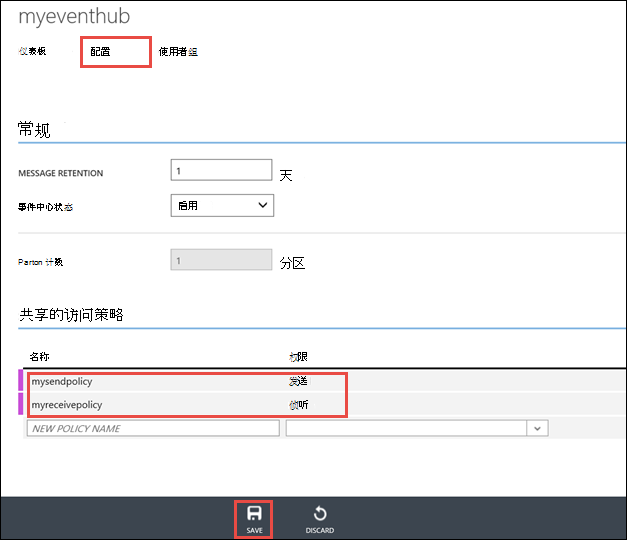 myeventhub
仪表板 配置 使用者组
常规
MESSAGE RETENTION 1 天
事件中心状态 启用
Parton 计数 1 分区
共享的访问策略
名称 权限
mysendpolicy 发送
myreceivepolicy 侦听
NEW POLICY NAME
SAVE DISCARD